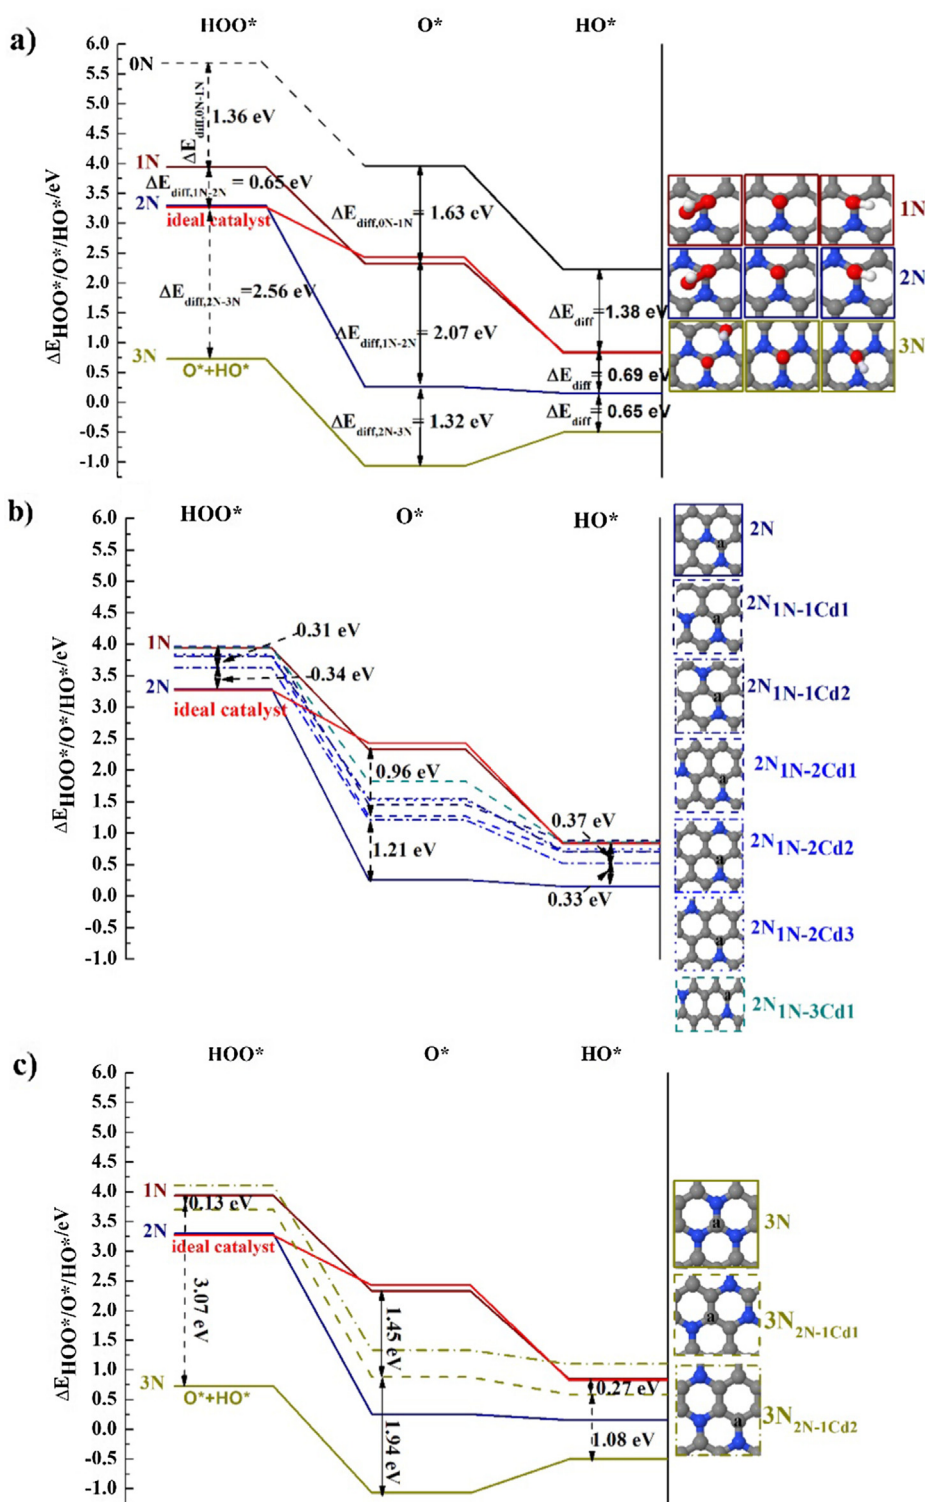 a)
HOO* O* HO*
ΔE_HOO*/O*/HO*/eV
6.0
5.5
5.0
4.5
4.0
3.5
3.0
2.5
2.0
1.5
1.0
0.5
0.0
-0.5
-1.0
0N
1N
2N
3N
ideal catalyst
O*+HO*
ΔE_diff,0N-1N
1.36 eV
ΔE_diff,1N-2N = 0.65 eV
ΔE_diff,2N-3N=2.56 eV
ΔE_diff,0N-1N = 1.63 eV
ΔE_diff,1N-2N = 2.07 eV
ΔE_diff,2N-3N= 1.32 eV
ΔE_diff=1.38 eV
ΔE_diff= 0.69 eV
ΔE_diff= 0.65 eV
1N
2N
3N
b)
HOO* O* HO*
ΔE_HOO*/O*/HO*/eV
6.0
5.5
5.0
4.5
4.0
3.5
3.0
2.5
2.0
1.5
1.0
0.5
0.0
-0.5
-1.0
1N
2N
ideal catalyst
0.31 eV
0.34 eV
0.96 eV
1.21 eV
0.37 eV
0.33 eV
a
2N
a
2N1N-1Cd1
a
2N1N-1Cd2
a
2N1N-2Cd1
a
2N1N-2Cd2
a
2N1N-2Cd3
a
2N1N-3Cd1
c)
HOO* O* HO*
ΔE_HOO*/O*/HO*/eV
6.0
5.5
5.0
4.5
4.0
3.5
3.0
2.5
2.0
1.5
1.0
0.5
0.0
-0.5
-1.0
1N
2N
3N
ideal catalyst
O*+HO*
0.13 eV
3.07 eV
1.45 eV
1.94 eV
0.27 eV
1.08 eV
a
3N
a
3N2N-1Cd1
a
3N2N-1Cd2